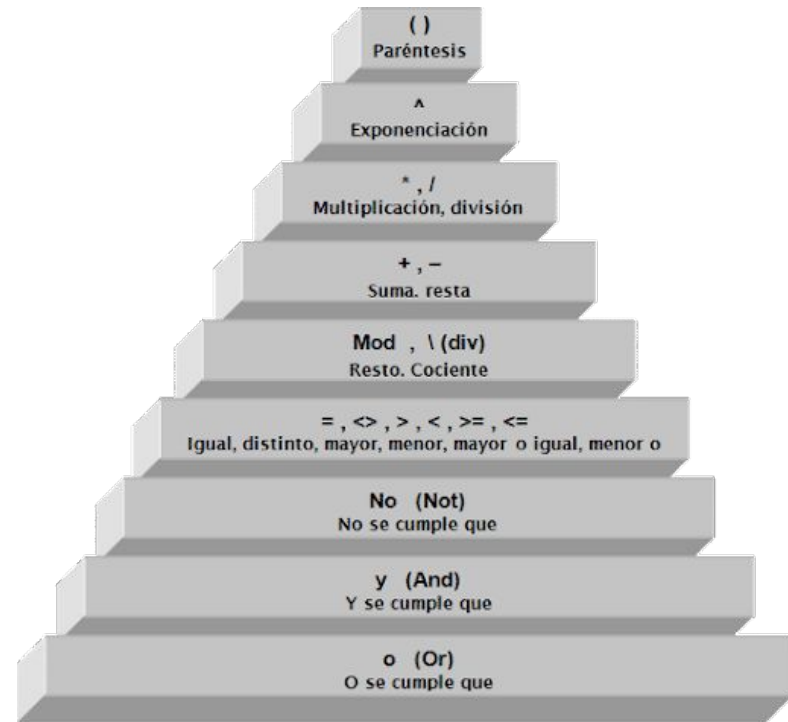 ( )
Paréntesis
^
Exponenciación
* , /
Multiplicación, división
+ , –
Suma. resta
Mod , \ (div)
Resto. Cociente
= , <> , > , < , >= , <=
Igual, distinto, mayor, menor, mayor o igual, menor o
No (Not)
No se cumple que
y (And)
Y se cumple que
o (Or)
O se cumple que